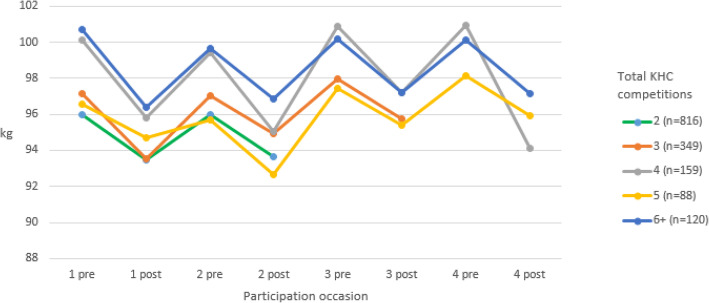 102
100
98
96
94
92
90
88
kg
1 pre
1 post
2 pre
2 post
3 pre
3 post
4 pre
4 post
Participation occasion
Total KHC
competitions
2 (n=816)
3 (n=349)
4 (n=159)
5 (n=88)
6+ (n=120)